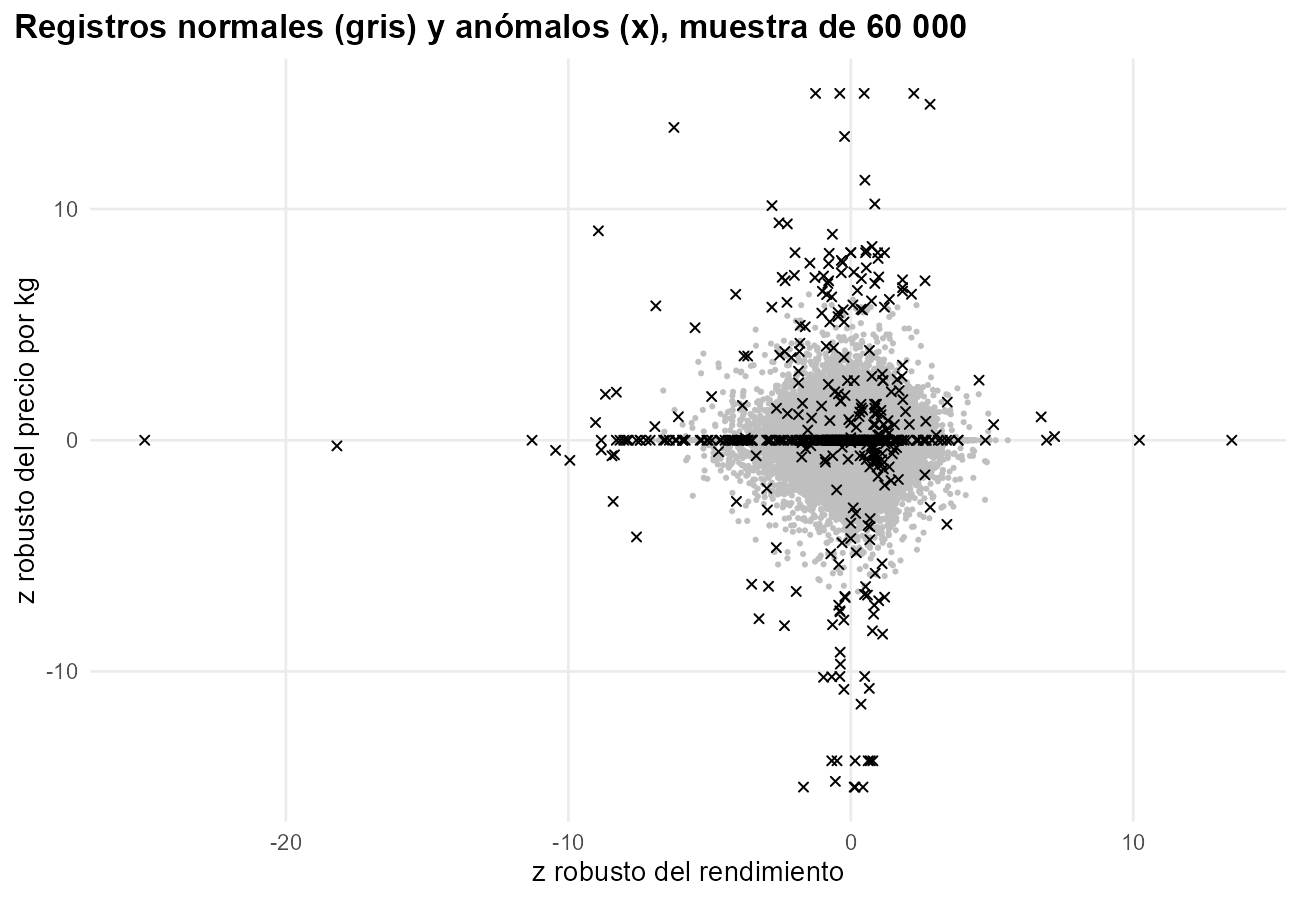 Registros normales (gris) y anómalos (x), muestra de 60 000
z robusto del precio por kg
10
0
-10
-20
-10
0
10
z robusto del rendimiento